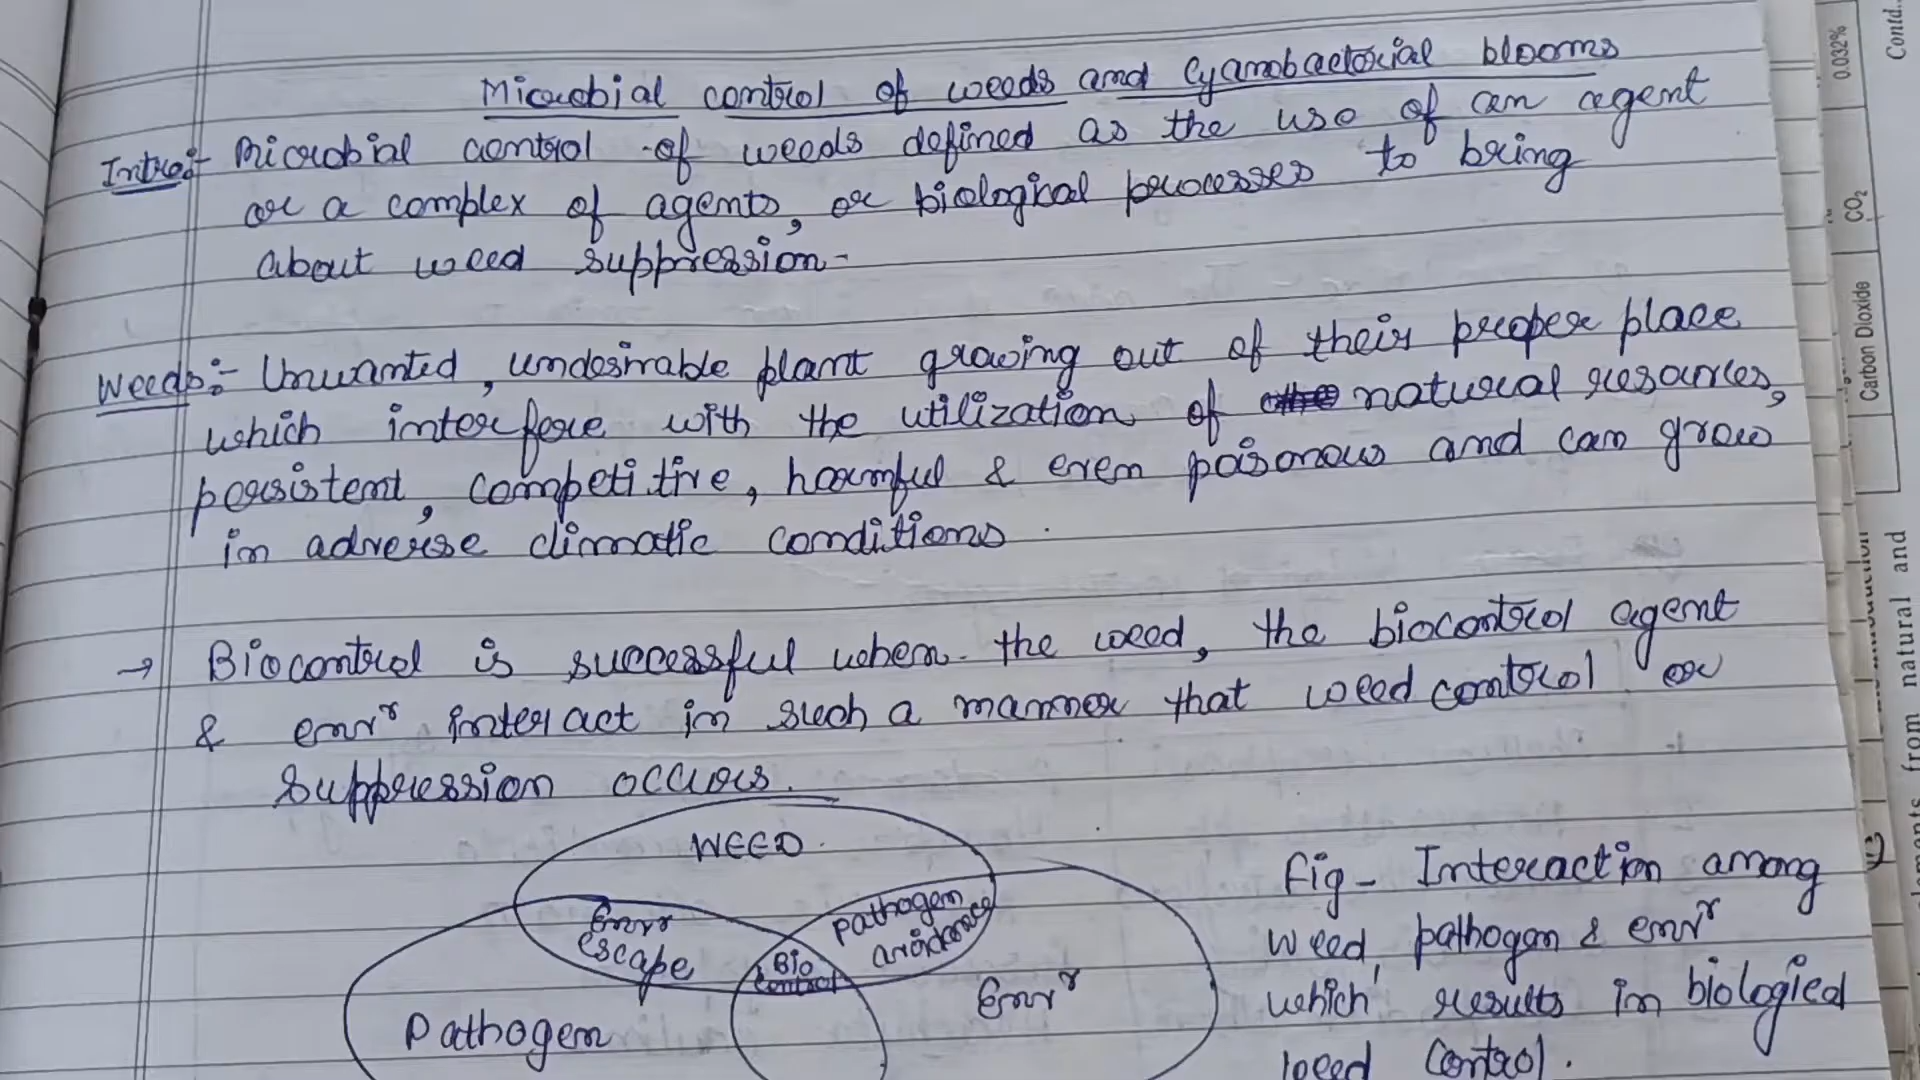 Microbial control of weeds and Cyanobacterial blooms
Intro:- Microbial control of weeds defined as the use of an agent
or a complex of agents, or biological processes to bring
about weed suppression-
Weeds:- Unwanted, undesirable plant growing out of their proper place
which interfere with the utilization of natural resources,
persistent, competitive, harmful & even poisonous and can grow
in adverse climatic conditions.
→ Biocontrol is successful when the weed, the biocontrol agent
& envr interact in such a manner that weed control or
suppression occurs.
WEED
Envr
escape
pathogen
avoidance
Bio
control
Pathogen
Envr
fig- Interaction among
weed, pathogen & envr
which results in biological
weed control.
0.032%
CO2
Carbon Dioxide
Contd..
from natural and